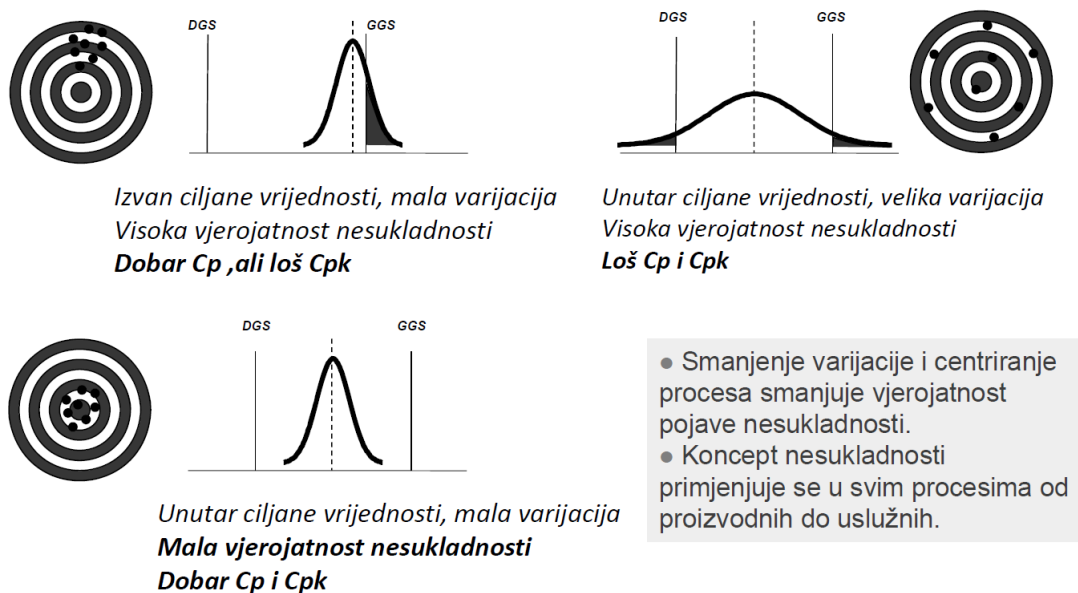 DGS
GGS
Izvan ciljane vrijednosti, mala varijacija
Visoka vjerojatnost nesukladnosti
Dobar Cp ,ali loš Cpk
DGS
GGS
Unutar ciljane vrijednosti, velika varijacija
Visoka vjerojatnost nesukladnosti
Loš Cp i Cpk
DGS
GGS
Unutar ciljane vrijednosti, mala varijacija
Mala vjerojatnost nesukladnosti
Dobar Cp i Cpk
● Smanjenje varijacije i centriranje
procesa smanjuje vjerojatnost
pojave nesukladnosti.
● Koncept nesukladnosti
primjenjuje se u svim procesima od
proizvodnih do uslužnih.